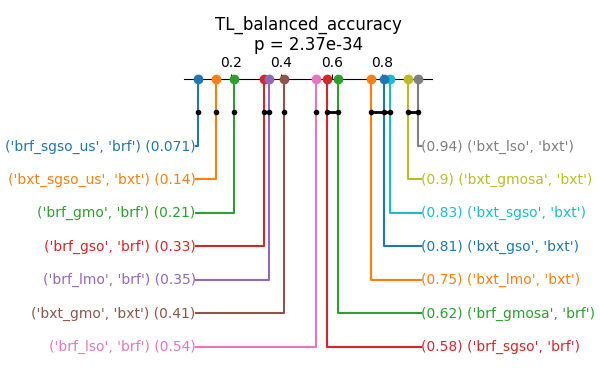 TL_balanced_accuracy
p = 2.37e-34
0.2 0.4 0.6 0.8
('brf_sgso_us', 'brf') (0.071)
(0.94) ('bxt_lso', 'bxt')
('bxt_sgso_us', 'bxt') (0.14)
(0.9) ('bxt_gmosa', 'bxt')
('brf_gmo', 'brf') (0.21)
(0.83) ('bxt_sgso', 'bxt')
('brf_gso', 'brf') (0.33)
(0.81) ('bxt_gso', 'bxt')
('brf_lmo', 'brf') (0.35)
(0.75) ('bxt_lmo', 'bxt')
('bxt_gmo', 'bxt') (0.41)
(0.62) ('brf_gmosa', 'brf')
('brf_lso', 'brf') (0.54)
(0.58) ('brf_sgso', 'brf')